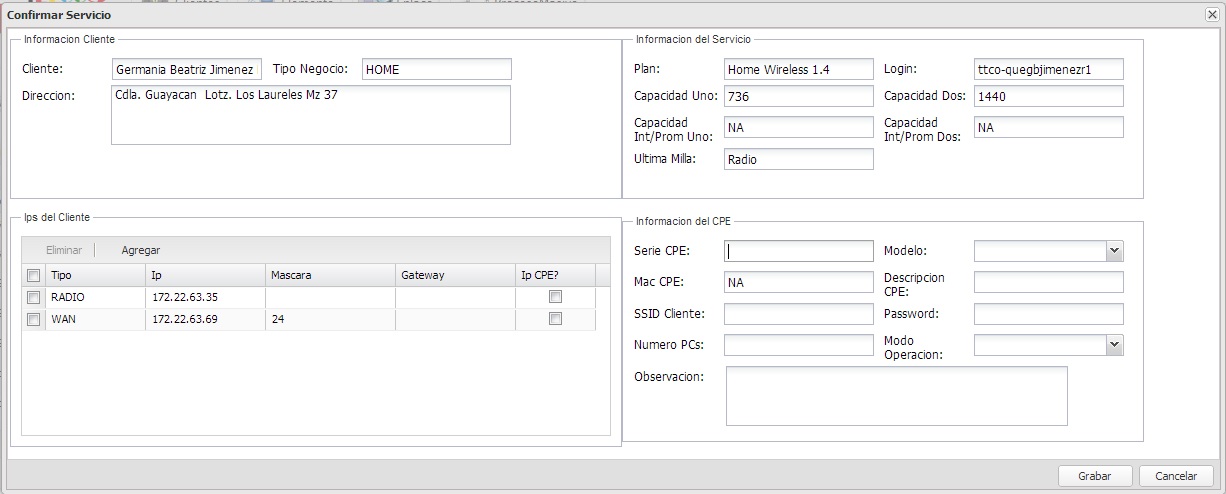 Confirmar Servicio
Informacion Cliente
Cliente: Germania Beatriz Jimenez Tipo Negocio: HOME
Direccion: Cdla. Guayacan Lotz. Los Laureles Mz 37
Informacion del Servicio
Plan: Home Wireless 1.4 Login: ttco-quegbjimenezr1
Capacidad Uno: 736 Capacidad Dos: 1440
Capacidad Int/Prom Uno: NA Capacidad Int/Prom Dos: NA
Ultima Milla: Radio
Ips del Cliente
Eliminar Agregar
Tipo Ip Mascara Gateway Ip CPE?
RADIO 172.22.63.35
WAN 172.22.63.69 24
Informacion del CPE
Serie CPE: Modelo:
Mac CPE: NA Descripcion CPE:
SSID Cliente: Password:
Numero PCs: Modo Operacion:
Observacion:
Grabar Cancelar